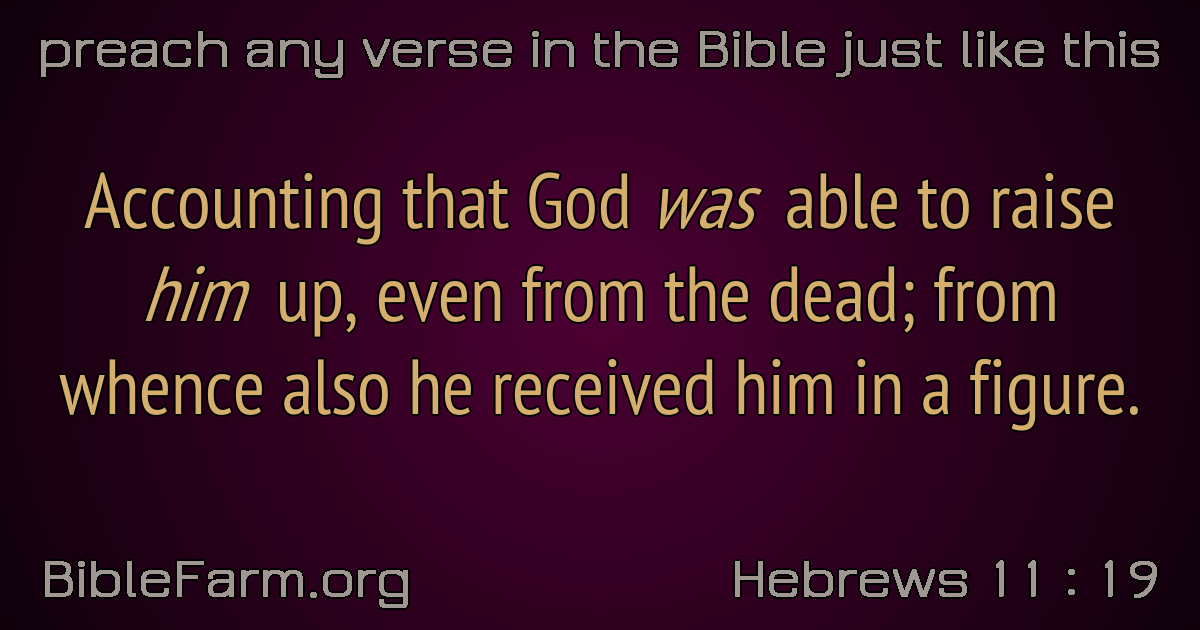 preach any verse in the Bible just like this
Accounting that God was able to raise
him up, even from the dead; from
whence also he received him in a figure.
BibleFarm.org
Hebrews 11 : 19